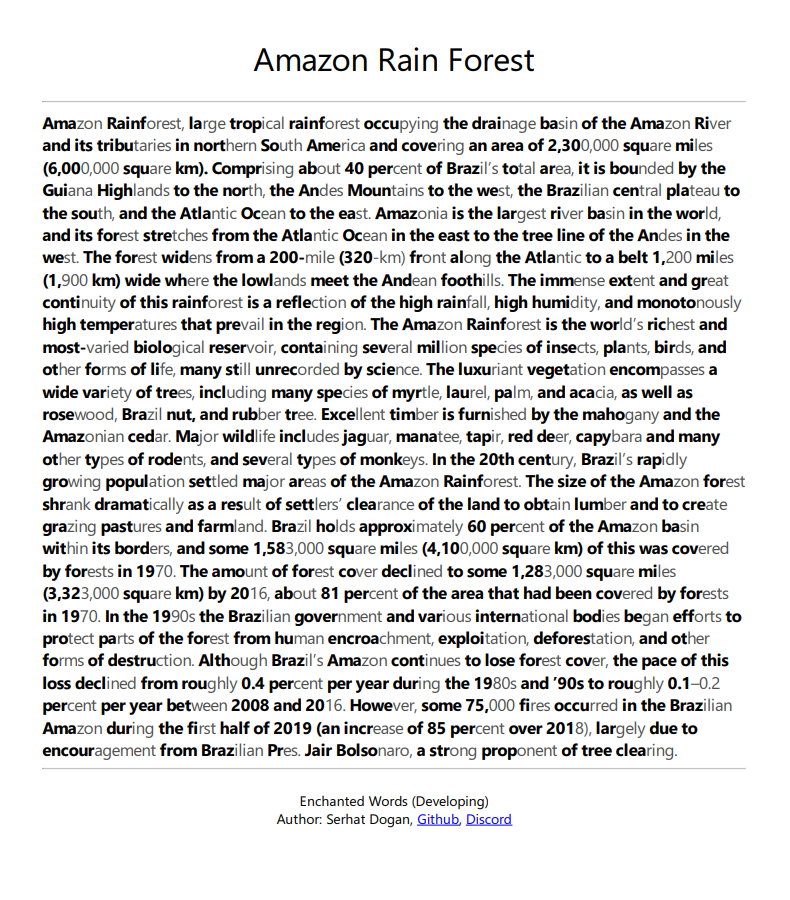 Amazon Rain Forest
Amazon Rainforest, large tropical rainforest occupying the drainage basin of the Amazon River
and its tributaries in northern South America and covering an area of 2,300,000 square miles
(6,000,000 square km). Comprising about 40 percent of Brazil’s total area, it is bounded by the
Guiana Highlands to the north, the Andes Mountains to the west, the Brazilian central plateau to
the south, and the Atlantic Ocean to the east. Amazonia is the largest river basin in the world,
and its forest stretches from the Atlantic Ocean in the east to the tree line of the Andes in the
west. The forest widens from a 200-mile (320-km) front along the Atlantic to a belt 1,200 miles
(1,900 km) wide where the lowlands meet the Andean foothills. The immense extent and great
continuity of this rainforest is a reflection of the high rainfall, high humidity, and monotonously
high temperatures that prevail in the region. The Amazon Rainforest is the world’s richest and
most-varied biological reservoir, containing several million species of insects, plants, birds, and
other forms of life, many still unrecorded by science. The luxuriant vegetation encompasses a
wide variety of trees, including many species of myrtle, laurel, palm, and acacia, as well as
rosewood, Brazil nut, and rubber tree. Excellent timber is furnished by the mahogany and the
Amazonian cedar. Major wildlife includes jaguar, manatee, tapir, red deer, capybara and many
other types of rodents, and several types of monkeys. In the 20th century, Brazil’s rapidly
growing population settled major areas of the Amazon Rainforest. The size of the Amazon forest
shrank dramatically as a result of settlers’ clearance of the land to obtain lumber and to create
grazing pastures and farmland. Brazil holds approximately 60 percent of the Amazon basin
within its borders, and some 1,583,000 square miles (4,100,000 square km) of this was covered
by forests in 1970. The amount of forest cover declined to some 1,283,000 square miles
(3,323,000 square km) by 2016, about 81 percent of the area that had been covered by forests
in 1970. In the 1990s the Brazilian government and various international bodies began efforts to
protect parts of the forest from human encroachment, exploitation, deforestation, and other
forms of destruction. Although Brazil’s Amazon continues to lose forest cover, the pace of this
loss declined from roughly 0.4 percent per year during the 1980s and ’90s to roughly 0.1–0.2
percent per year between 2008 and 2016. However, some 75,000 fires occurred in the Brazilian
Amazon during the first half of 2019 (an increase of 85 percent over 2018), largely due to
encouragement from Brazilian Pres. Jair Bolsonaro, a strong proponent of tree clearing.
Enchanted Words (Developing)
Author: Serhat Dogan, Github, Discord